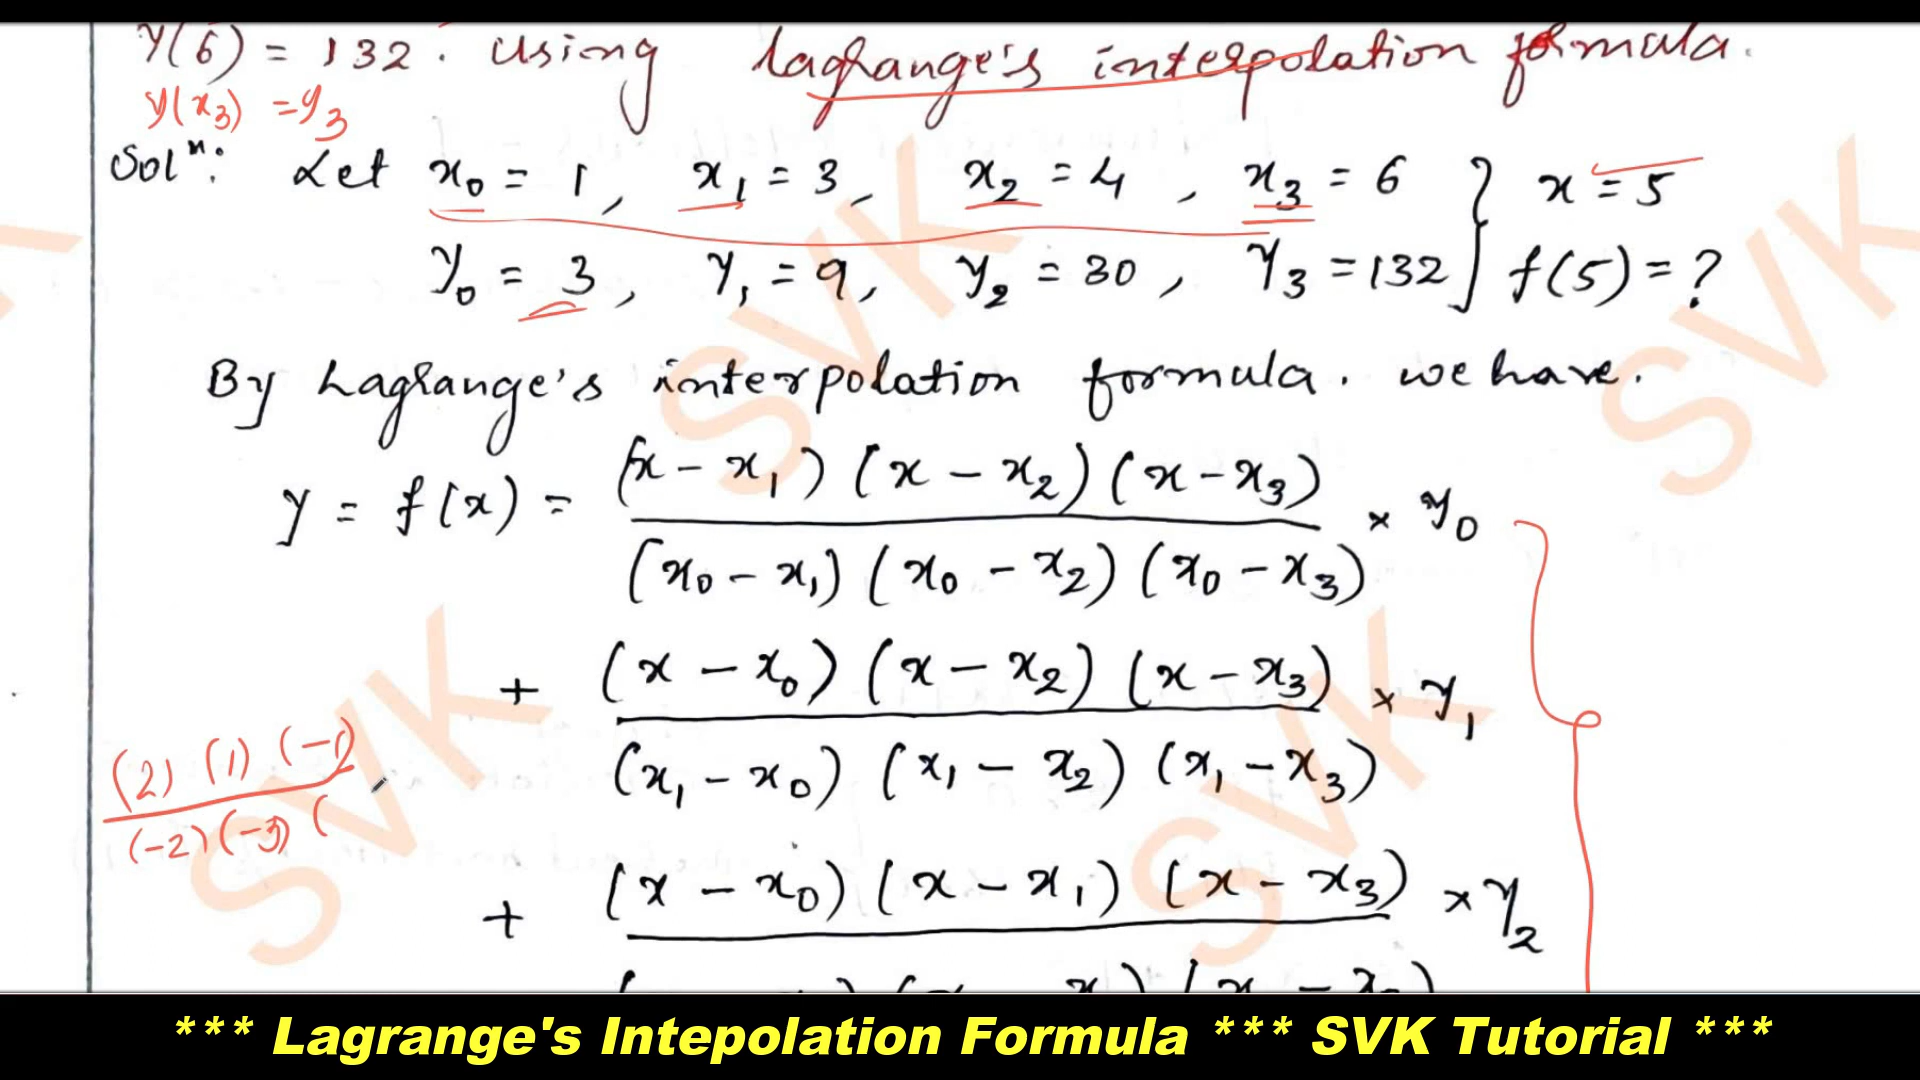 y(6) = 132. Using Lagrange's interpolation formula.
y(x₃) = y₃
Solⁿ: Let x₀ = 1, x₁ = 3, x₂ = 4, x₃ = 6 } x = 5
y₀ = 3, y₁ = 9, y₂ = 30, y₃ = 132 } f(5) = ?
By Lagrange's interpolation formula. we have.
y = f(x) = (x - x₁) (x - x₂) (x - x₃) / (x₀ - x₁) (x₀ - x₂) (x₀ - x₃) × y₀
+ (x - x₀) (x - x₂) (x - x₃) / (x₁ - x₀) (x₁ - x₂) (x₁ - x₃) × y₁
(2) (1) (-1) / (-2) (-3) (
+ (x - x₀) (x - x₁) (x - x₃) × y₂
SVK
SVK
SVK
SVK
*** Lagrange's Intepolation Formula *** SVK Tutorial ***